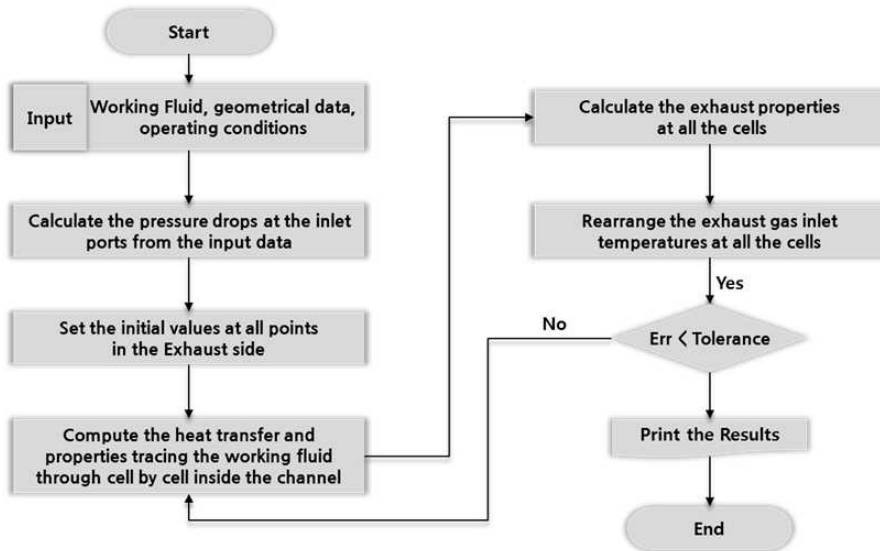 Start
Input
Working Fluid, geometrical data,
operating conditions
Calculate the pressure drops at the inlet
ports from the input data
Set the initial values at all points
in the Exhaust side
Compute the heat transfer and
properties tracing the working fluid
through cell by cell inside the channel
Calculate the exhaust properties
at all the cells
Rearrange the exhaust gas inlet
temperatures at all the cells
Yes
No
Err < Tolerance
Print the Results
End